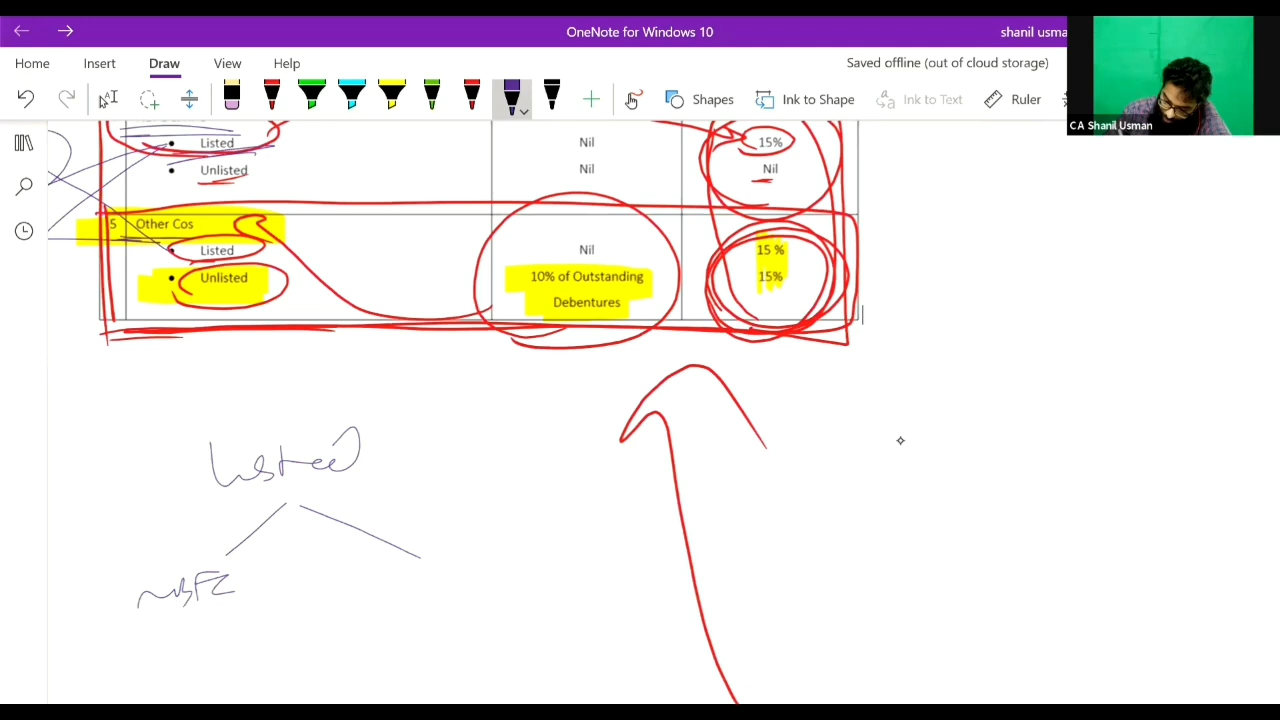 OneNote for Windows 10
shanil usma
Home Insert Draw View Help
Saved offline (out of cloud storage)
Shapes Ink to Shape Ink to Text Ruler
CA Shanil Usman
• Listed Nil 15%
• Unlisted Nil Nil
5 Other Cos
• Listed Nil 15 %
• Unlisted 10% of Outstanding 15%
Debentures
Listed
NBFC